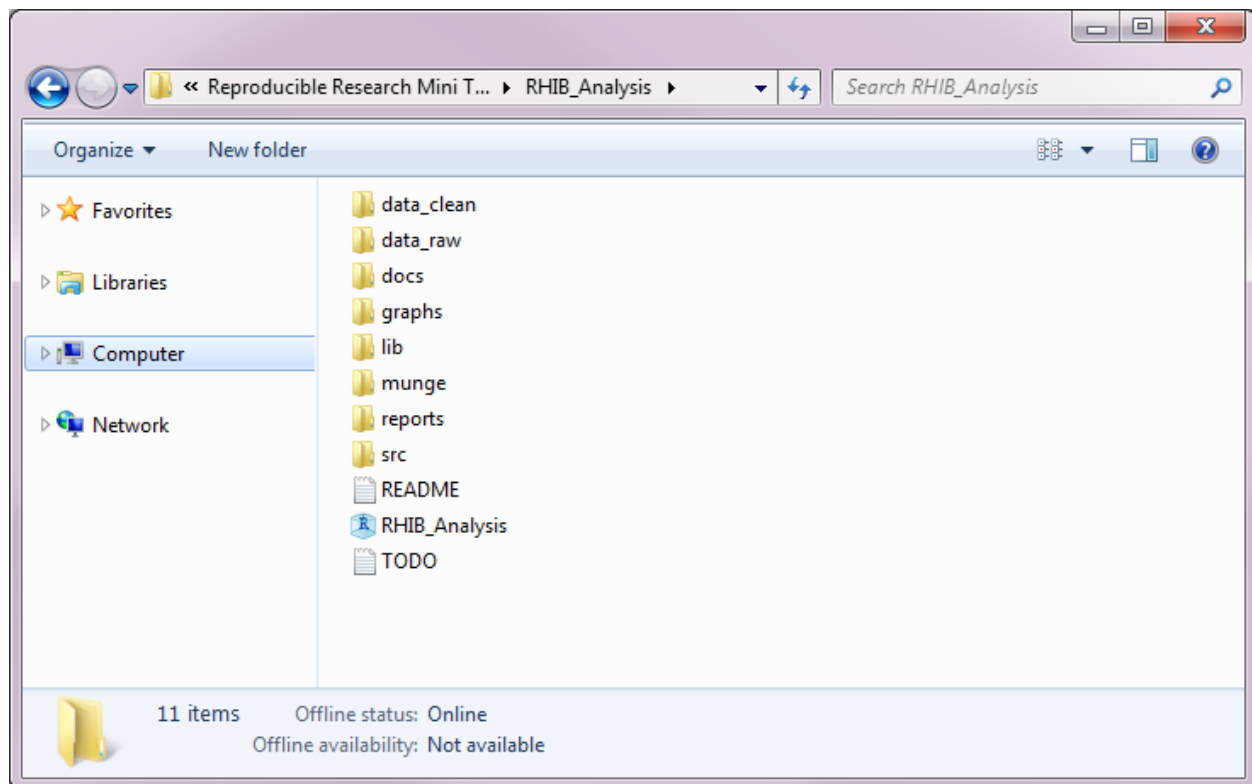 « Reproducible Research Mini T... RHIB_Analysis Search RHIB_Analysis
Organize New folder
Favorites
Libraries
Computer
Network
data_clean
data_raw
docs
graphs
lib
munge
reports
src
README
RHIB_Analysis
TODO
11 items Offline status: Online
Offline availability: Not available